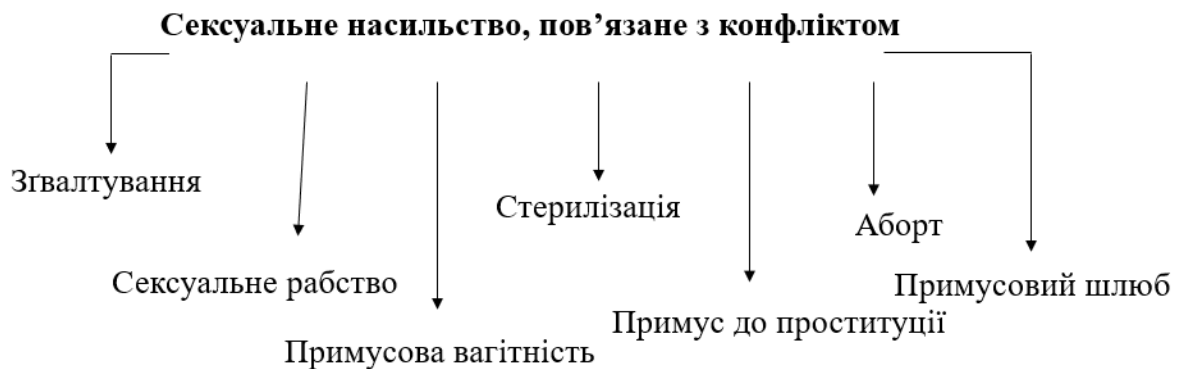 Сексуальне насильство, пов’язане з конфліктом
Зґвалтування
Стерилізація
Аборт
Сексуальне рабство
Примусовий шлюб
Примус до проституції
Примусова вагітність